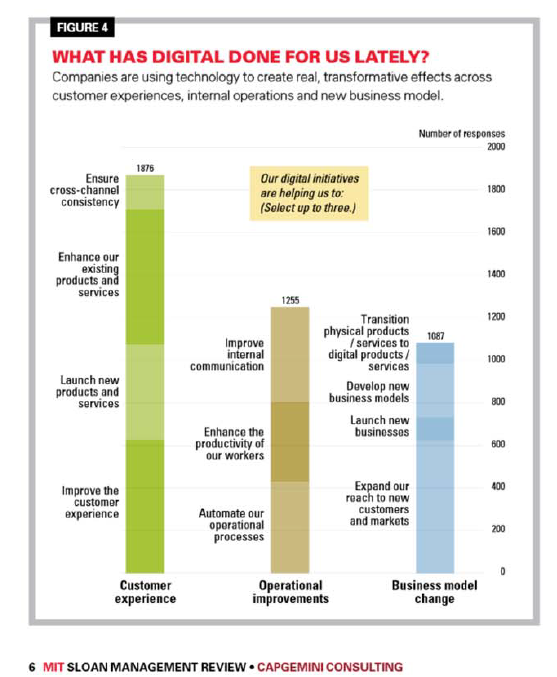 FIGURE 4
WHAT HAS DIGITAL DONE FOR US LATELY?
Companies are using technology to create real, transformative effects across
customer experiences, internal operations and new business model.
Number of responses
2000
1800
1600
1400
1200
1000
800
600
400
200
0
Our digital initiatives
are helping us to:
(Select up to three.)
1876
Ensure
cross-channel
consistency
Enhance our
existing
products and
services
Launch new
products and
services
Improve the
customer
experience
Customer
experience
1255
Improve
internal
communication
Enhance the
productivity of
our workers
Automate our
operational
processes
Operational
improvements
1087
Transition
physical products
/ services to
digital products /
services
Develop new
business models
Launch new
businesses
Expand our
reach to new
customers
and markets
Business model
change
6 MIT SLOAN MANAGEMENT REVIEW • CAPGEMINI CONSULTING